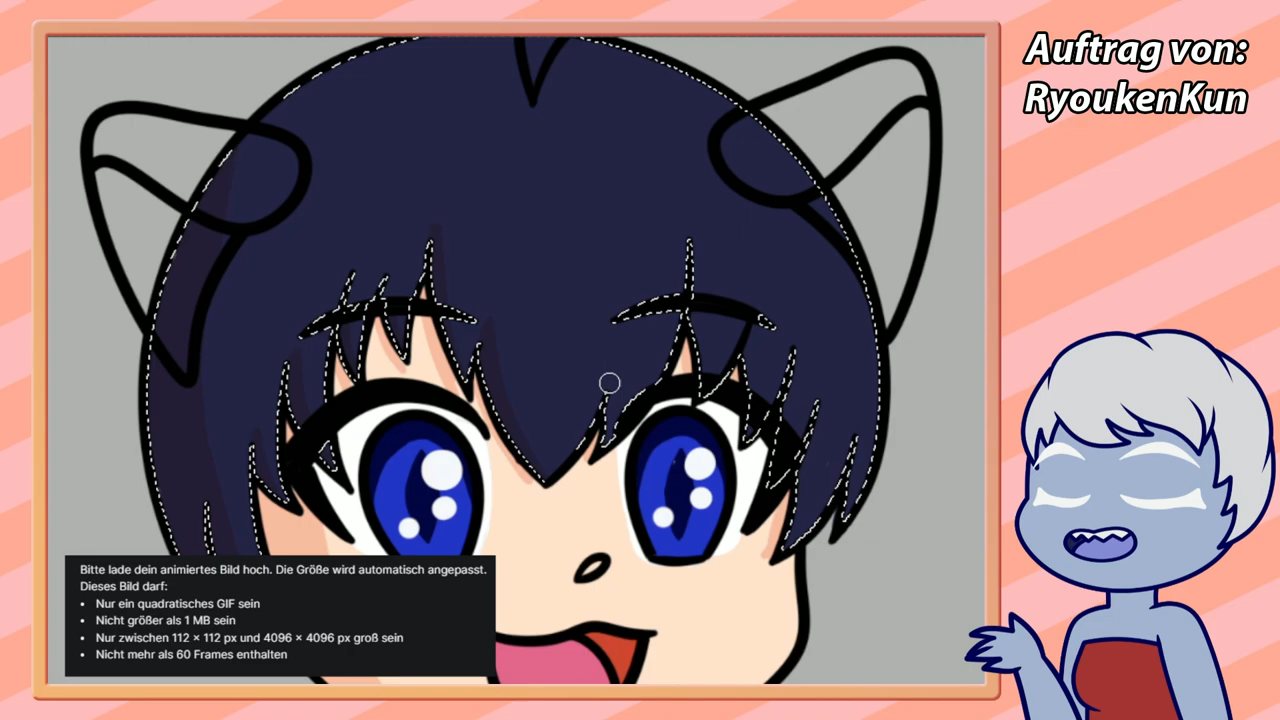 Auftrag von:
RyoukenKun
Bitte lade dein animiertes Bild hoch. Die Größe wird automatisch angepasst.
Dieses Bild darf:
• Nur ein quadratisches GIF sein
• Nicht größer als 1 MB sein
• Nur zwischen 112 × 112 px und 4096 × 4096 px groß sein
• Nicht mehr als 60 Frames enthalten